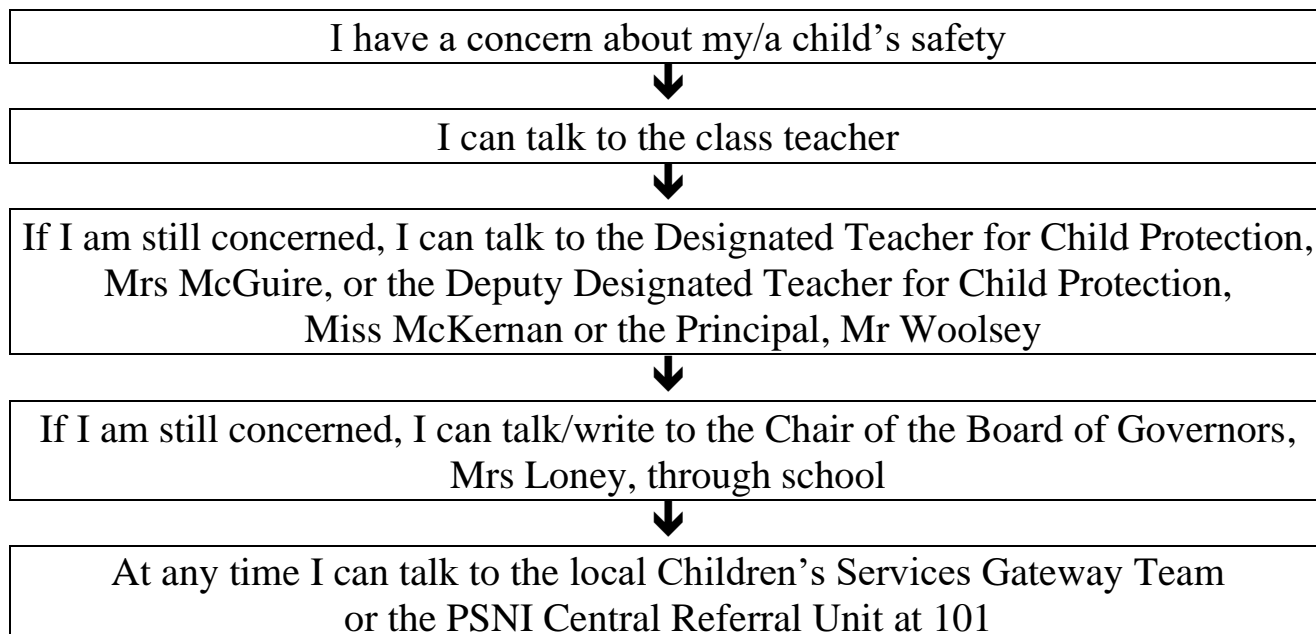 I have a concern about my/a child’s safety
I can talk to the class teacher
If I am still concerned, I can talk to the Designated Teacher for Child Protection,
Mrs McGuire, or the Deputy Designated Teacher for Child Protection,
Miss McKernan or the Principal, Mr Woolsey
If I am still concerned, I can talk/write to the Chair of the Board of Governors,
Mrs Loney, through school
At any time I can talk to the local Children’s Services Gateway Team
or the PSNI Central Referral Unit at 101